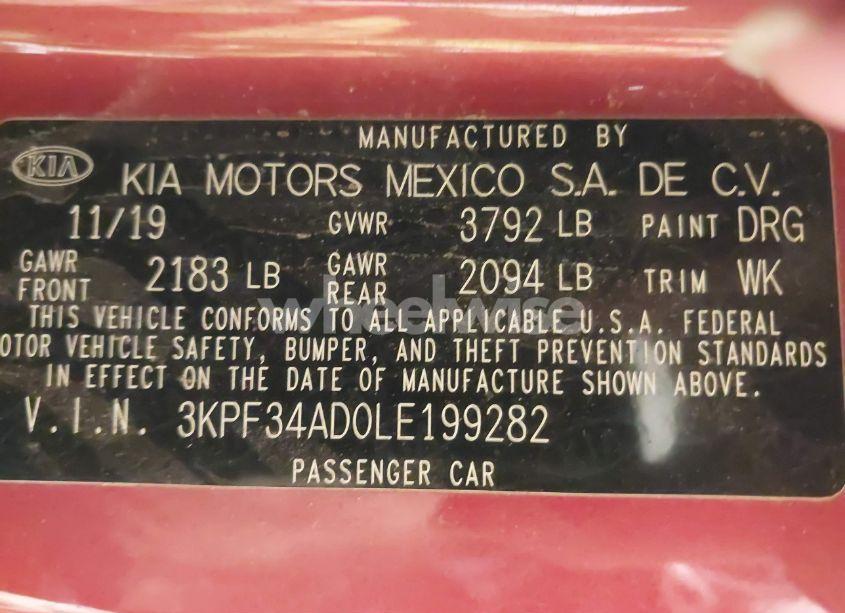 MANUFACTURED BY
KIA KIA MOTORS MEXICO S.A. DE C.V.
11/19 GVWR 3792 LB PAINT DRG
GAWR FRONT 2183 LB GAWR REAR 2094 LB TRIM WK
wheelwise
THIS VEHICLE CONFORMS TO ALL APPLICABLE U.S.A. FEDERAL
OTOR VEHICLE SAFETY, BUMPER, AND THEFT PREVENTION STANDARDS
IN EFFECT ON THE DATE OF MANUFACTURE SHOWN ABOVE.
V.I.N. 3KPF34AD0LE199282
PASSENGER CAR